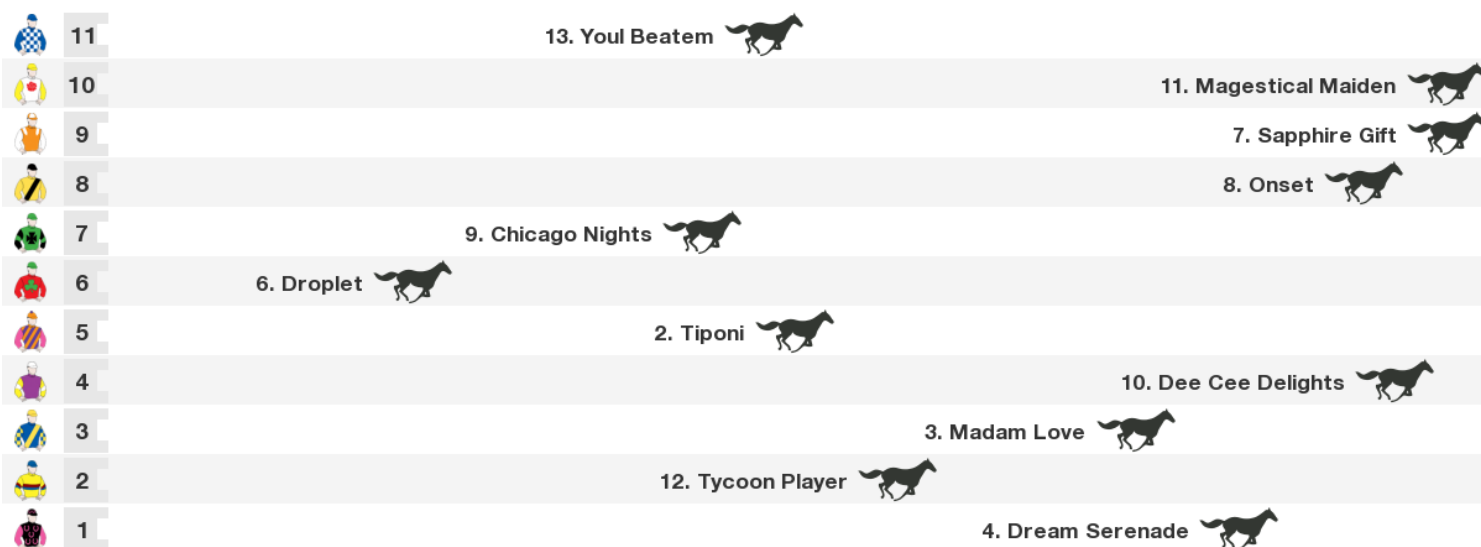 11 13. Youl Beatem
10 11. Magestical Maiden
9 7. Sapphire Gift
8 8. Onset
7 9. Chicago Nights
6 6. Droplet
5 2. Tiponi
4 10. Dee Cee Delights
3 3. Madam Love
2 12. Tycoon Player
1 4. Dream Serenade